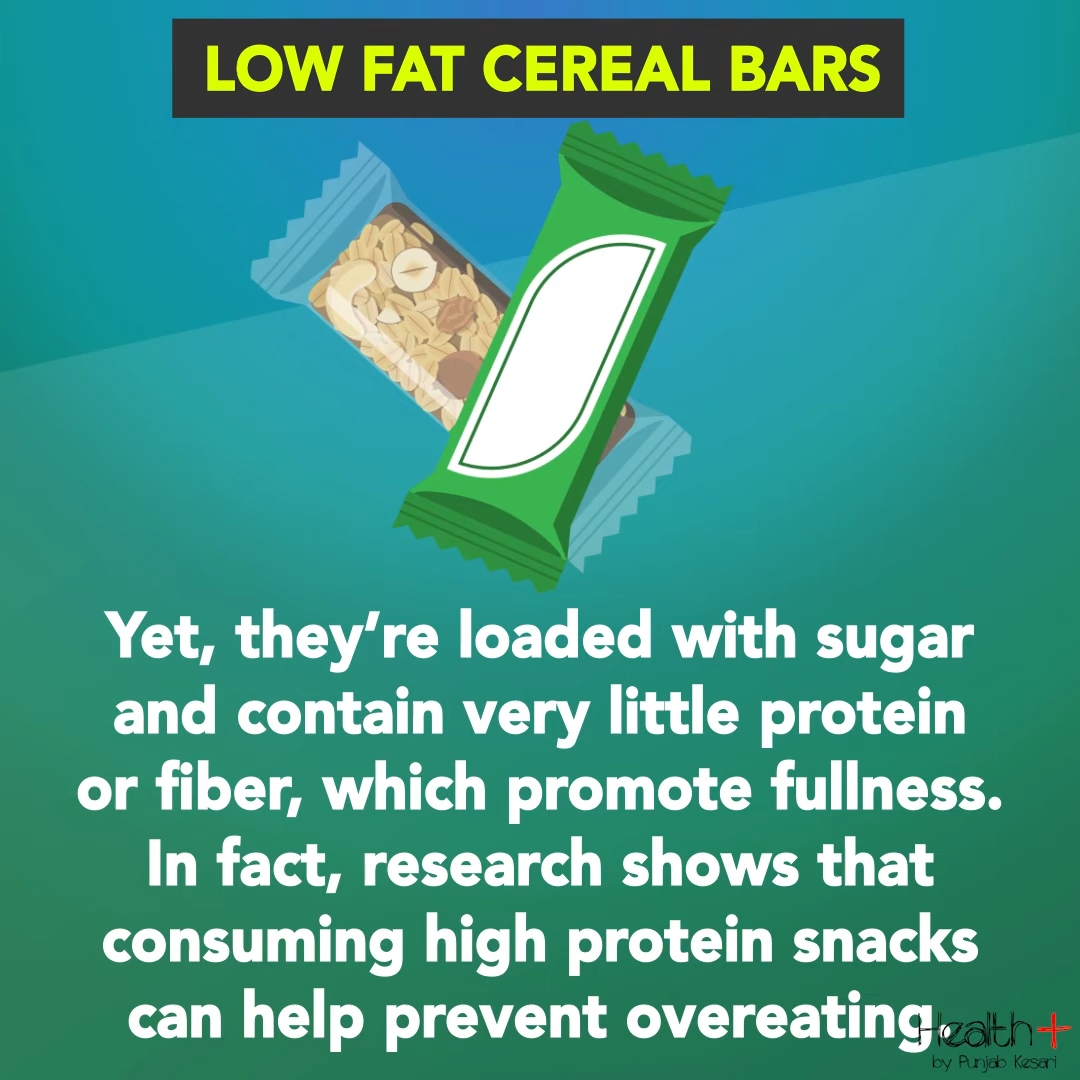 LOW FAT CEREAL BARS
Yet, they’re loaded with sugar
and contain very little protein
or fiber, which promote fullness.
In fact, research shows that
consuming high protein snacks
can help prevent overeating.
Health+
by Punjab Kesari